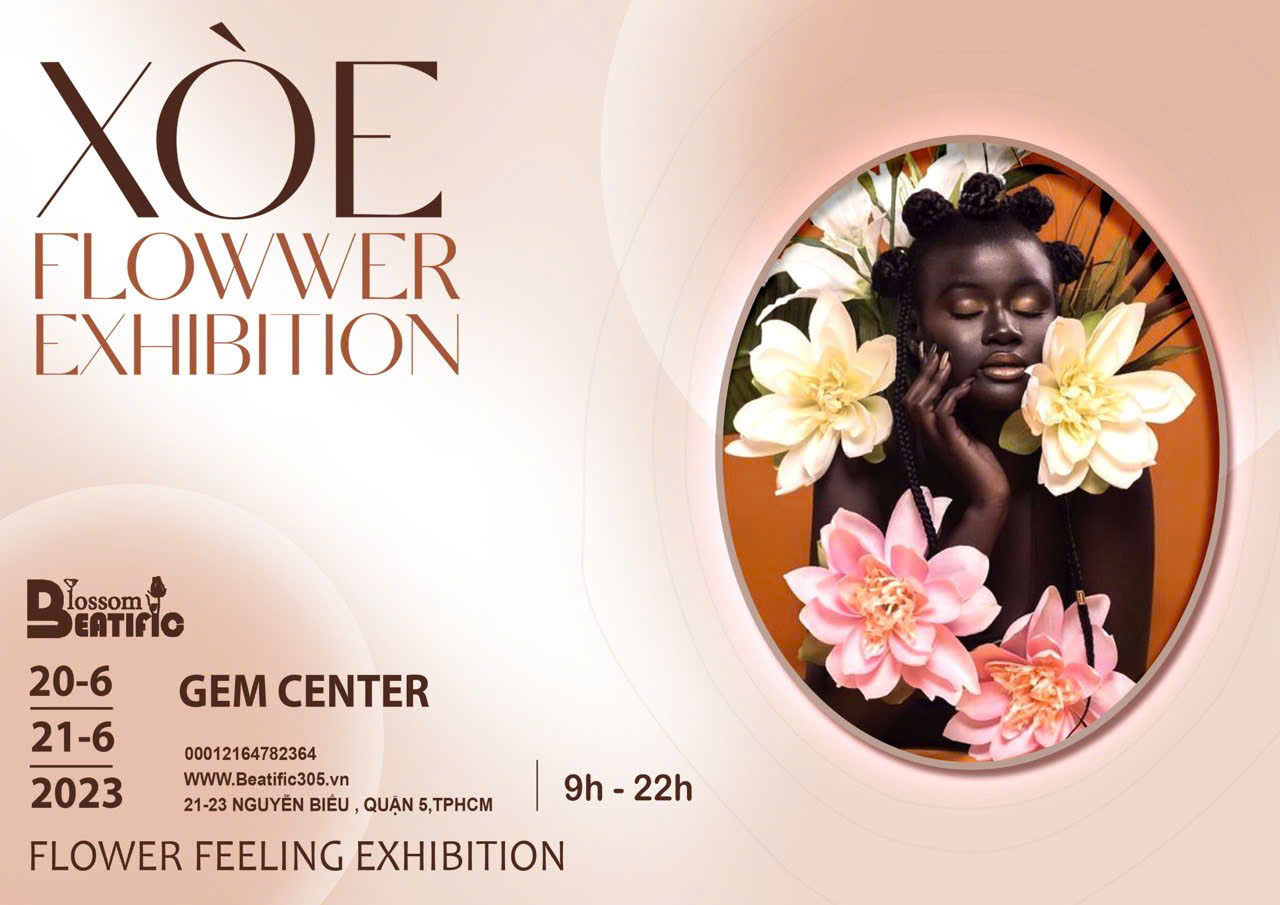 XÒE
FLOWWER
EXHIBITION
Blossom
BEATIFIC
20-6
21-6
2023
GEM CENTER
00012164782364
WWW.Beatific305.vn
21-23 NGUYỄN BIỂU , QUẬN 5,TPHCM
9h - 22h
FLOWER FEELING EXHIBITION